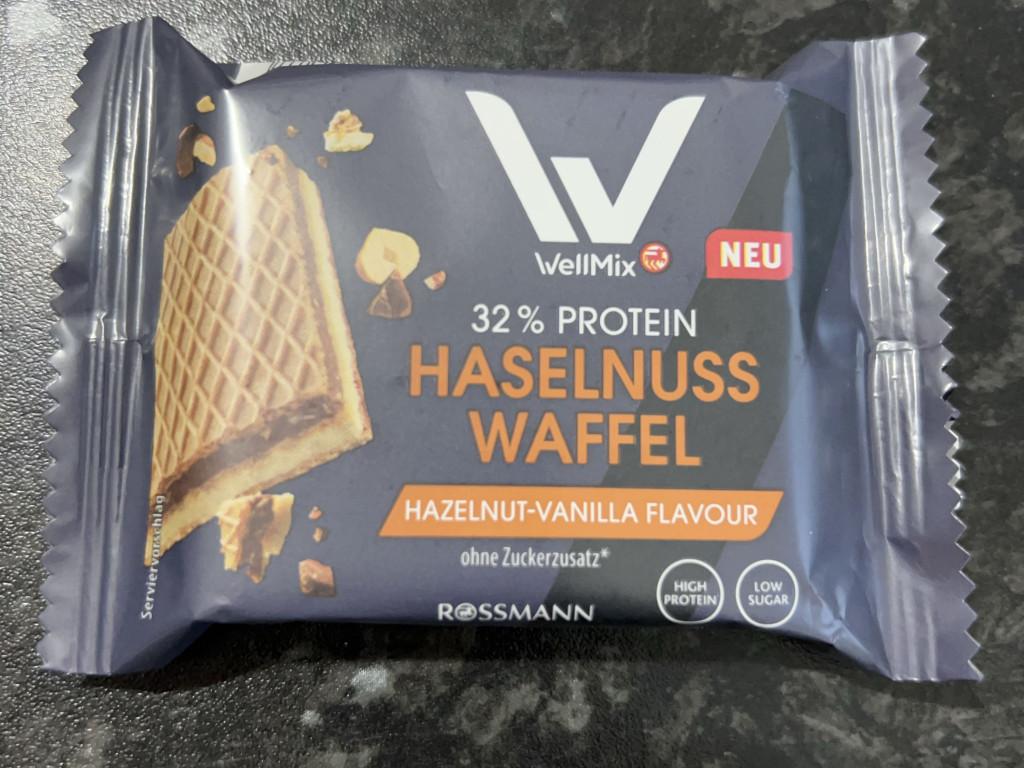 WellMix
NEU
32 % PROTEIN
HASELNUSS
WAFFEL
HAZELNUT-VANILLA FLAVOUR
ohne Zuckerzusatz*
HIGH
PROTEIN
LOW
SUGAR
ROSSMANN
Serviervorschlag